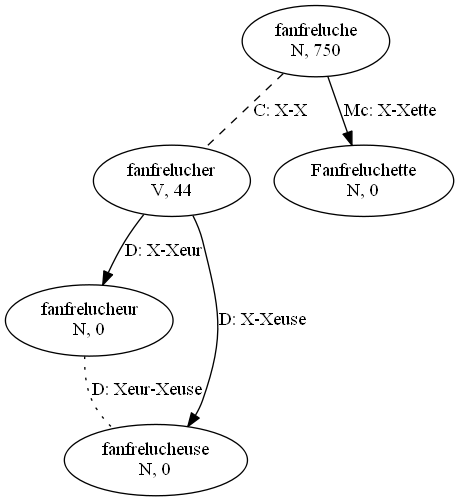 fanfreluche
N, 750
C: X-X
Mc: X-Xette
fanfrelucher
V, 44
Fanfreluchette
N, 0
D: X-Xeur
fanfrelucheur
N, 0
D: X-Xeuse
D: Xeur-Xeuse
fanfrelucheuse
N, 0